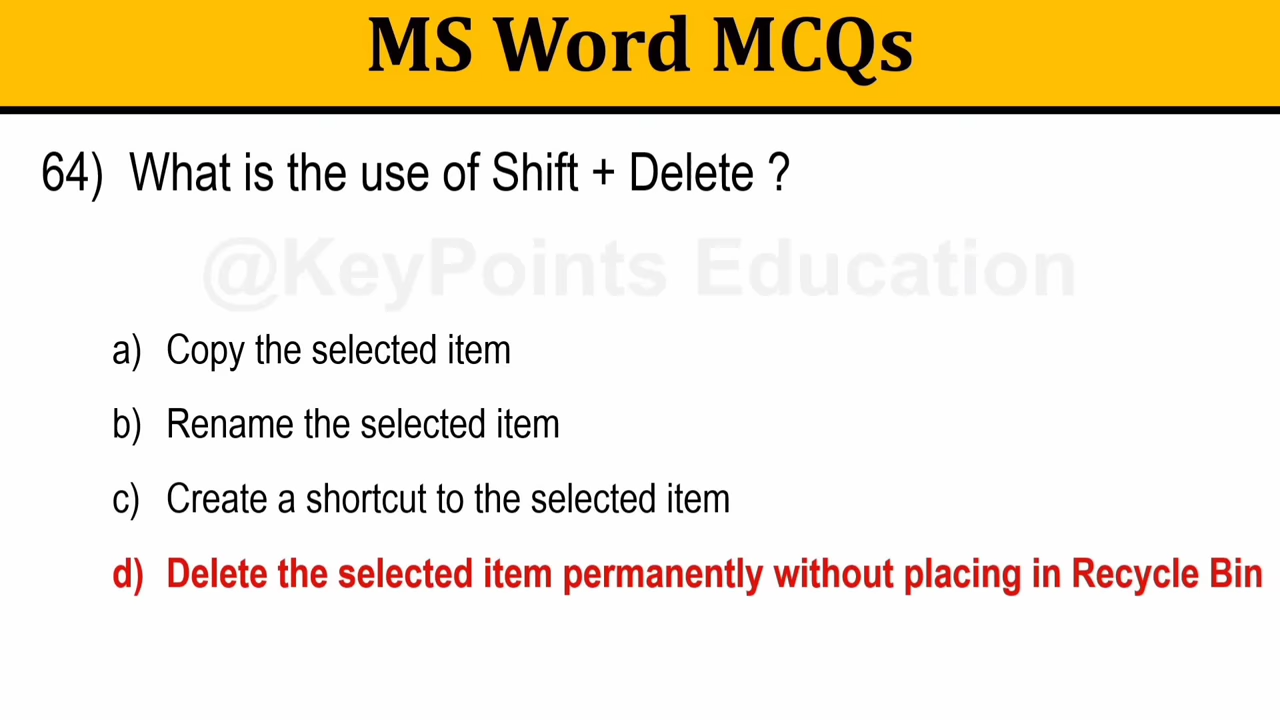 MS Word MCQs
64) What is the use of Shift + Delete ?
@KeyPoints Education
a) Copy the selected item
b) Rename the selected item
c) Create a shortcut to the selected item
d) Delete the selected item permanently without placing in Recycle Bin